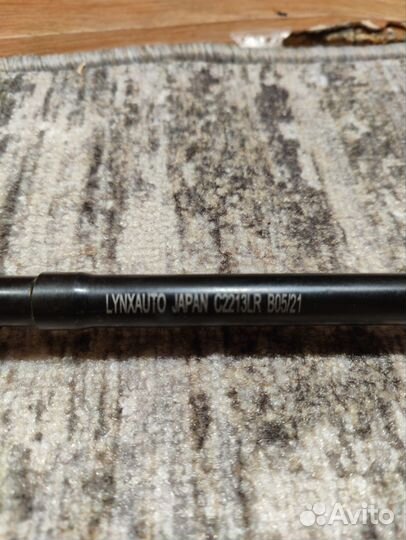 LYNXAUTO JAPAN C2213LR B05/21
Avito